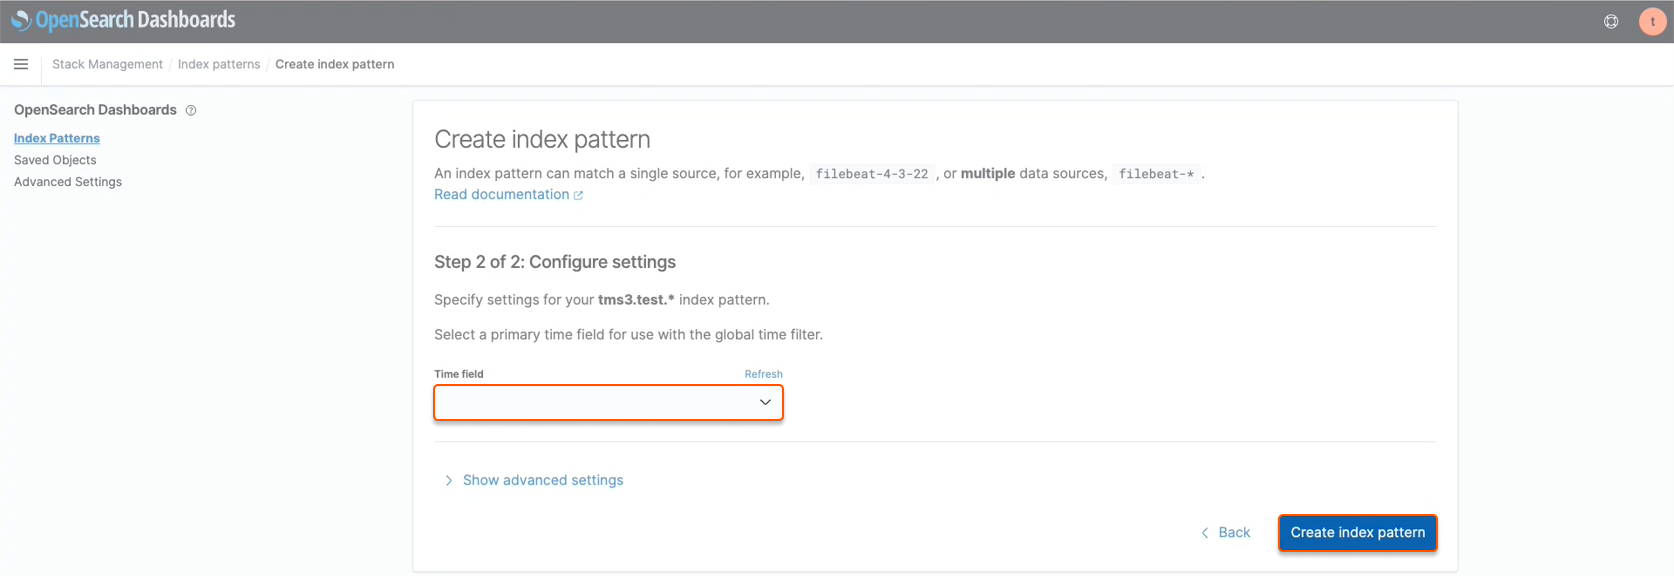 OpenSearch Dashboards
t
Stack Management / Index patterns / Create index pattern
OpenSearch Dashboards
Index Patterns
Saved Objects
Advanced Settings
Create index pattern
An index pattern can match a single source, for example, filebeat-4-3-22 , or multiple data sources, filebeat-* .
Read documentation
Step 2 of 2: Configure settings
Specify settings for your tms3.test.* index pattern.
Select a primary time field for use with the global time filter.
Time field Refresh
Show advanced settings
Back Create index pattern